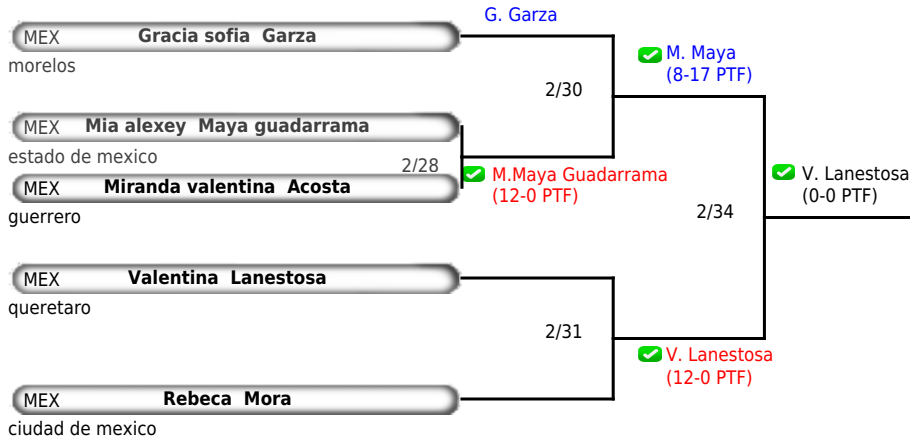 G. Garza
MEX Gracia sofia Garza
morelos
M. Maya
(8-17 PTF)
2/30
MEX Mia alexey Maya guadarrama
estado de mexico
2/28
M.Maya Guadarrama
(12-0 PTF)
MEX Miranda valentina Acosta
guerrero
V. Lanestosa
(0-0 PTF)
2/34
MEX Valentina Lanestosa
queretaro
2/31
V. Lanestosa
(12-0 PTF)
MEX Rebeca Mora
ciudad de mexico